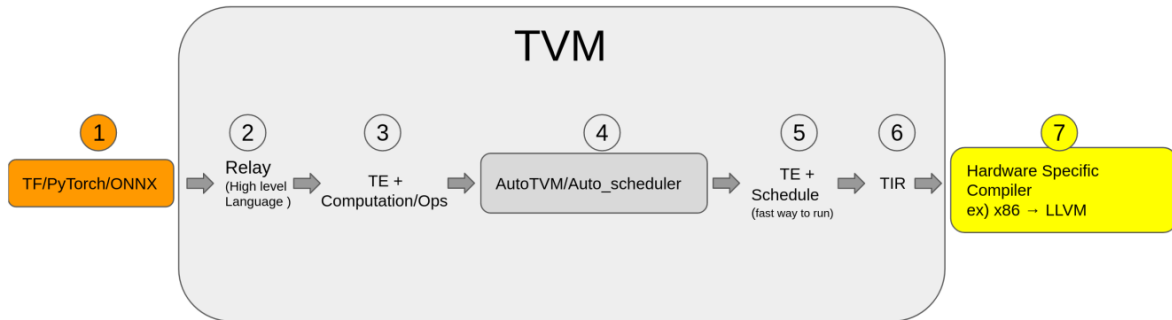 TVM
1
2
3
4
5
6
7
TF/PyTorch/ONNX
Relay
(High level
Language )
TE +
Computation/Ops
AutoTVM/Auto_scheduler
TE +
Schedule
(fast way to run)
TIR
Hardware Specific
Compiler
ex) x86 → LLVM